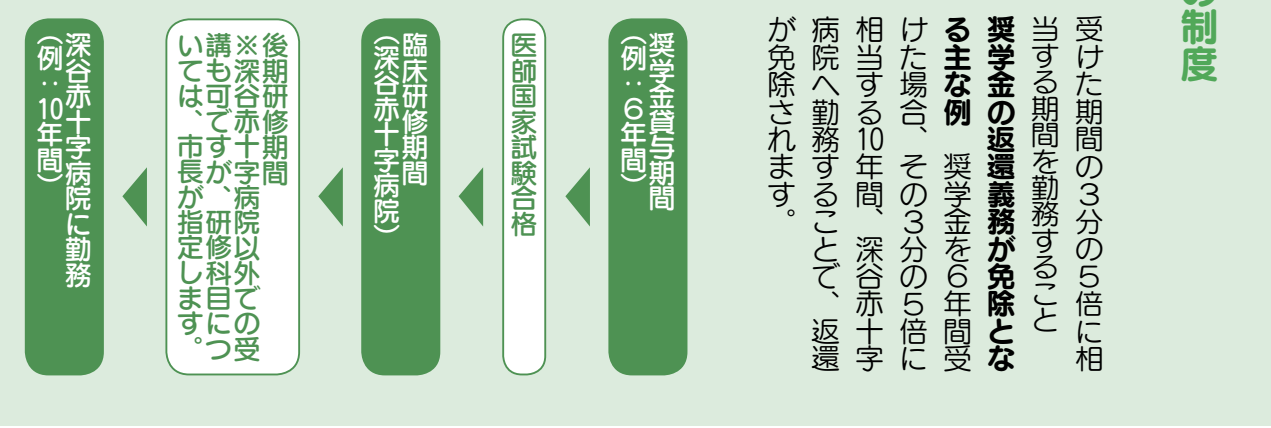 の制度
受けた期間の3分の5倍に相
当する期間を勤務すること
奨学金の返還義務が免除とな
る主な例　奨学金を6年間受
けた場合、その3分の5倍に
相当する10年間、深谷赤十字
病院へ勤務することで、返還
が免除されます。
奨学金貸与期間
(例：6年間)
医師国家試験合格
臨床研修期間
(深谷赤十字病院)
後期研修期間
※深谷赤十字病院以外での受
講も可ですが、研修科目につ
いては、市長が指定します。
深谷赤十字病院に勤務
(例：10年間)